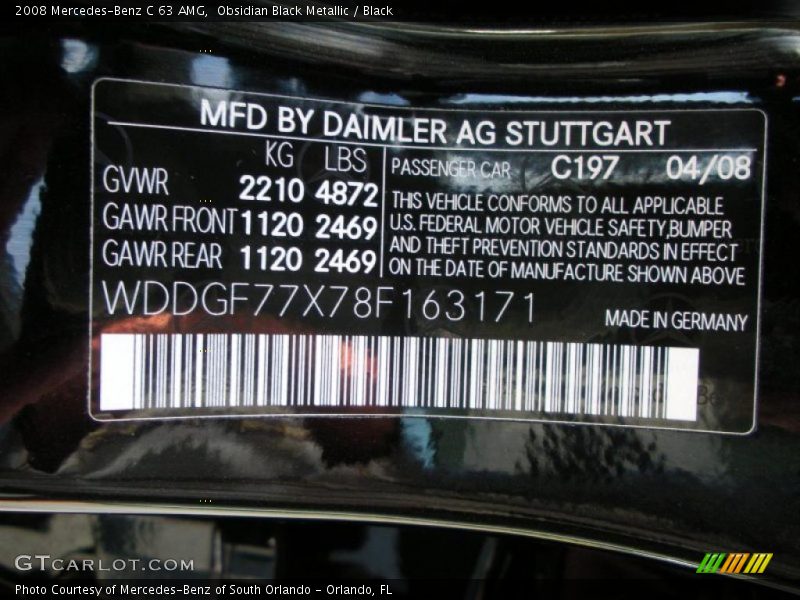 2008 Mercedes-Benz C 63 AMG,  Obsidian Black Metallic / Black
MFD BY DAIMLER AG STUTTGART
KG LBS
GVWR 2210 4872
GAWR FRONT 1120 2469
GAWR REAR 1120 2469
PASSENGER CAR C197 04/08
THIS VEHICLE CONFORMS TO ALL APPLICABLE
U.S. FEDERAL MOTOR VEHICLE SAFETY,BUMPER
AND THEFT PREVENTION STANDARDS IN EFFECT
ON THE DATE OF MANUFACTURE SHOWN ABOVE
WDDGF77X78F163171
MADE IN GERMANY
GTCARLOT.COM
Photo Courtesy of Mercedes-Benz of South Orlando - Orlando, FL